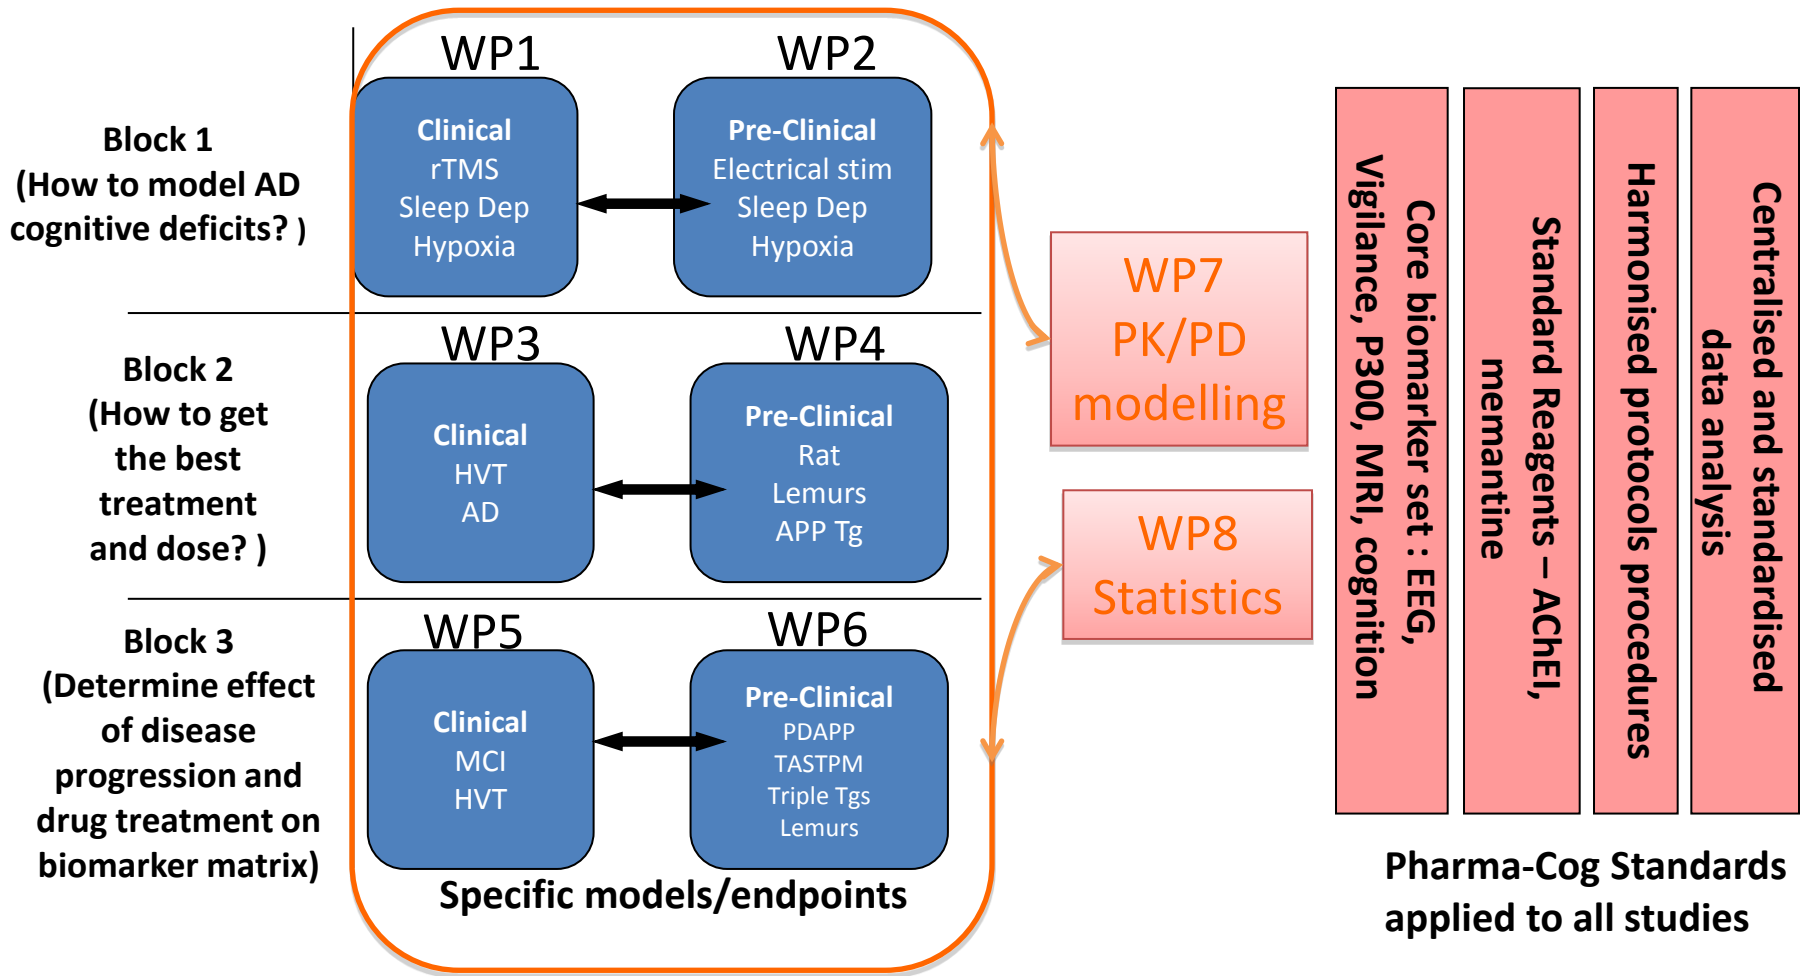 Block 1
(How to model AD
cognitive deficits? )
WP1
Clinical
rTMS
Sleep Dep
Hypoxia
WP2
Pre-Clinical
Electrical stim
Sleep Dep
Hypoxia
Block 2
(How to get
the best
treatment
and dose? )
WP3
Clinical
HVT
AD
WP4
Pre-Clinical
Rat
Lemurs
APP Tg
Block 3
(Determine effect
of disease
progression and
drug treatment on
biomarker matrix)
WP5
Clinical
MCI
HVT
WP6
Pre-Clinical
PDAPP
TASTPM
Triple Tgs
Lemurs
Specific models/endpoints
WP7
PK/PD
modelling
WP8
Statistics
Core biomarker set : EEG,
Vigilance, P300, MRI, cognition
Standard Reagents – AChEI,
memantine
Harmonised protocols procedures
Centralised and standardised
data analysis
Pharma-Cog Standards
applied to all studies